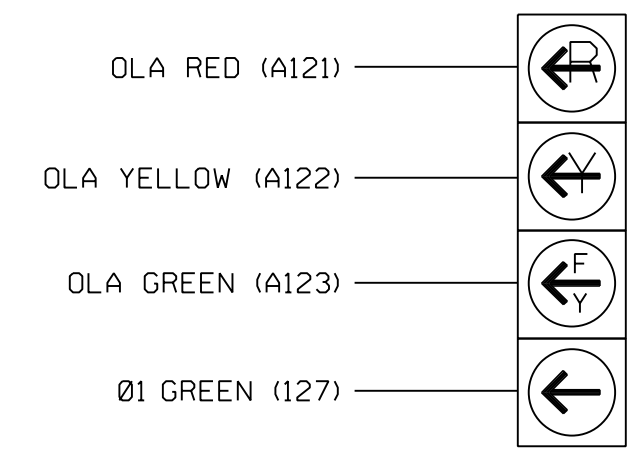 OLA RED (A121)
R
OLA YELLOW (A122)
Y
OLA GREEN (A123)
F
Y
Ø1 GREEN (127)